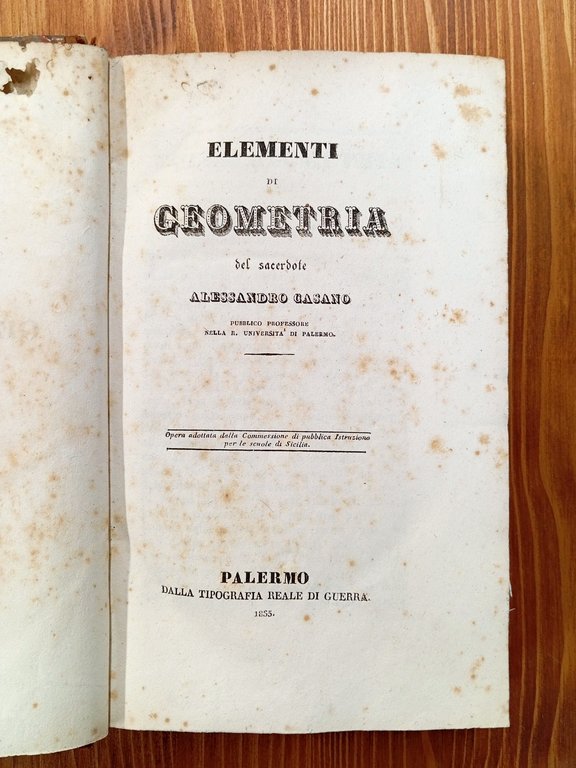 ELEMENTI
DI
GEOMETRIA
del sacerdote
ALESSANDRO CASANO
PUBBLICO PROFESSORE
NELLA R. UNIVERSITA' DI PALERMO.
Opera adottata dalla Commessione di pubblica Istruzione
per le scuole di Sicilia.
PALERMO
DALLA TIPOGRAFIA REALE DI GUERRA.